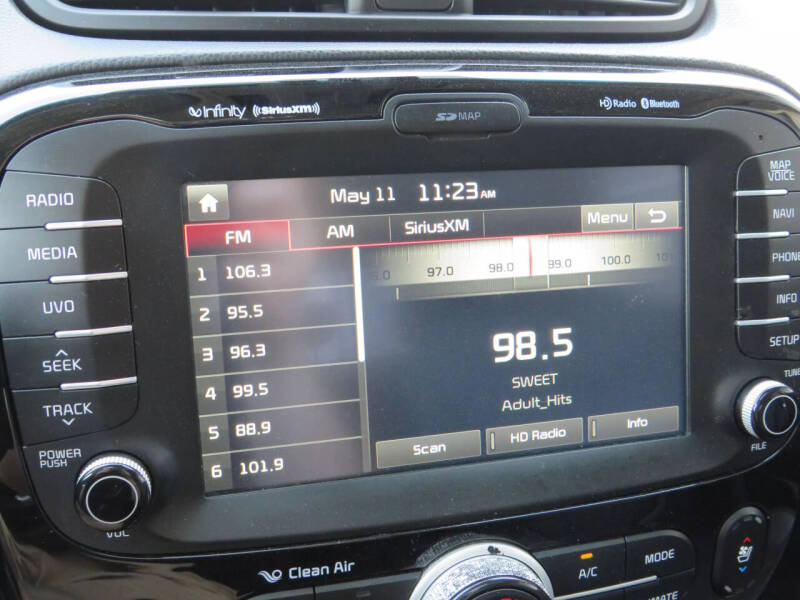 Infinity ((SiriusXM))
SD MAP
HD Radio Bluetooth
RADIO
MEDIA
UVO
SEEK
TRACK
POWER
PUSH
VOL
May 11 11:23 AM
FM AM SiriusXM Menu
1 106.3
2 95.5
3 96.3
4 99.5
5 88.9
6 101.9
97.0 98.0 99.0 100.0
98.5
SWEET
Adult_Hits
Scan HD Radio Info
MAP
VOICE
NAVI
PHONE
INFO
SETUP
TUNE
FILE
Clean Air
A/C
MODE